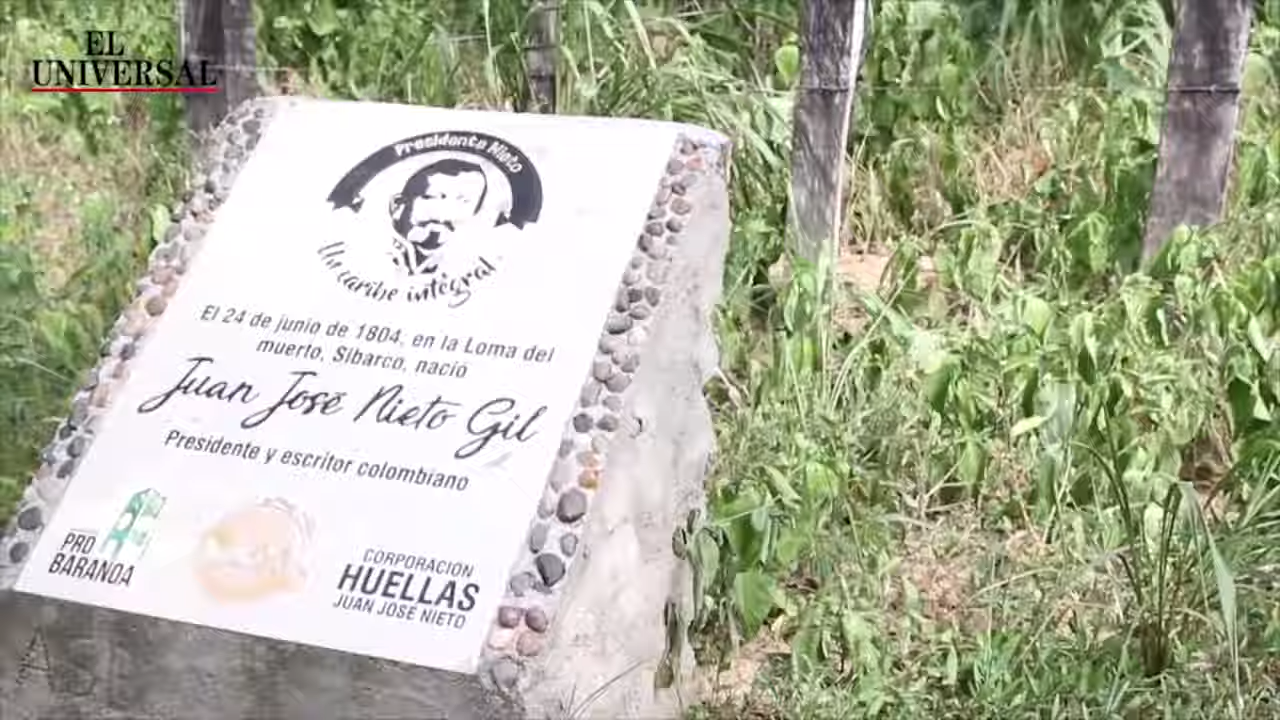 EL
UNIVERSAL
Presidente Nieto
Un caribe integral
El 24 de junio de 1804, en la Loma del
muerto, Sibarco, nació
Juan José Nieto Gil
Presidente y escritor colombiano
PRO
BARANOA
CORPORACION
HUELLAS
JUAN JOSÉ NIETO